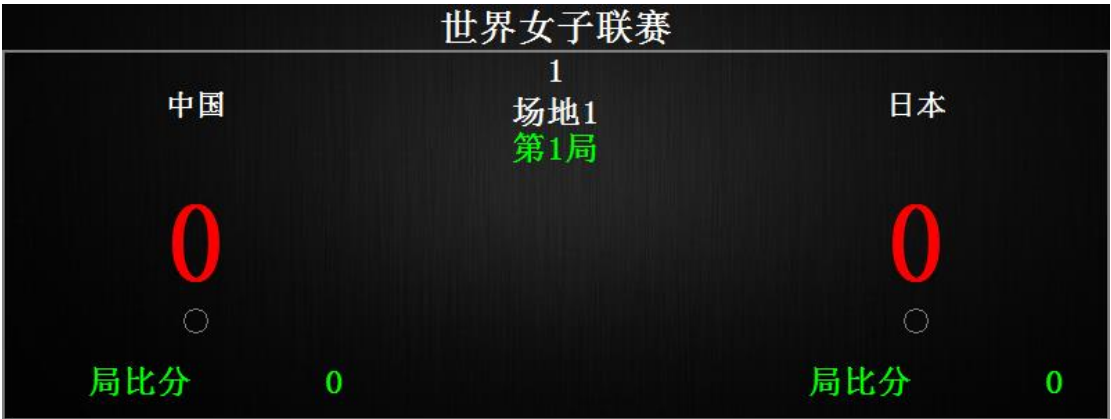 世界女子联赛
1
中国 场地1 日本
第1局
0 0
局比分 0 局比分 0